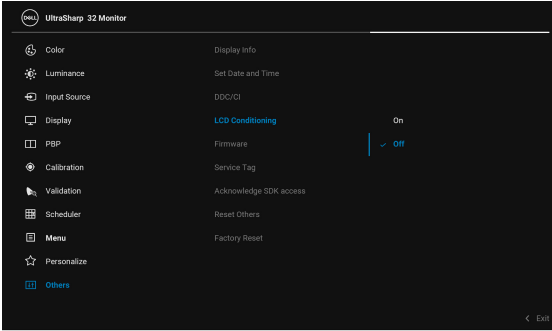 DELL UltraSharp 32 Monitor
Color Display Info
Luminance Set Date and Time
Input Source DDC/CI
Display LCD Conditioning On
PBP Firmware Off
Calibration Service Tag
Validation Acknowledge SDK access
Scheduler Reset Others
Menu Factory Reset
Personalize
Others
Exit